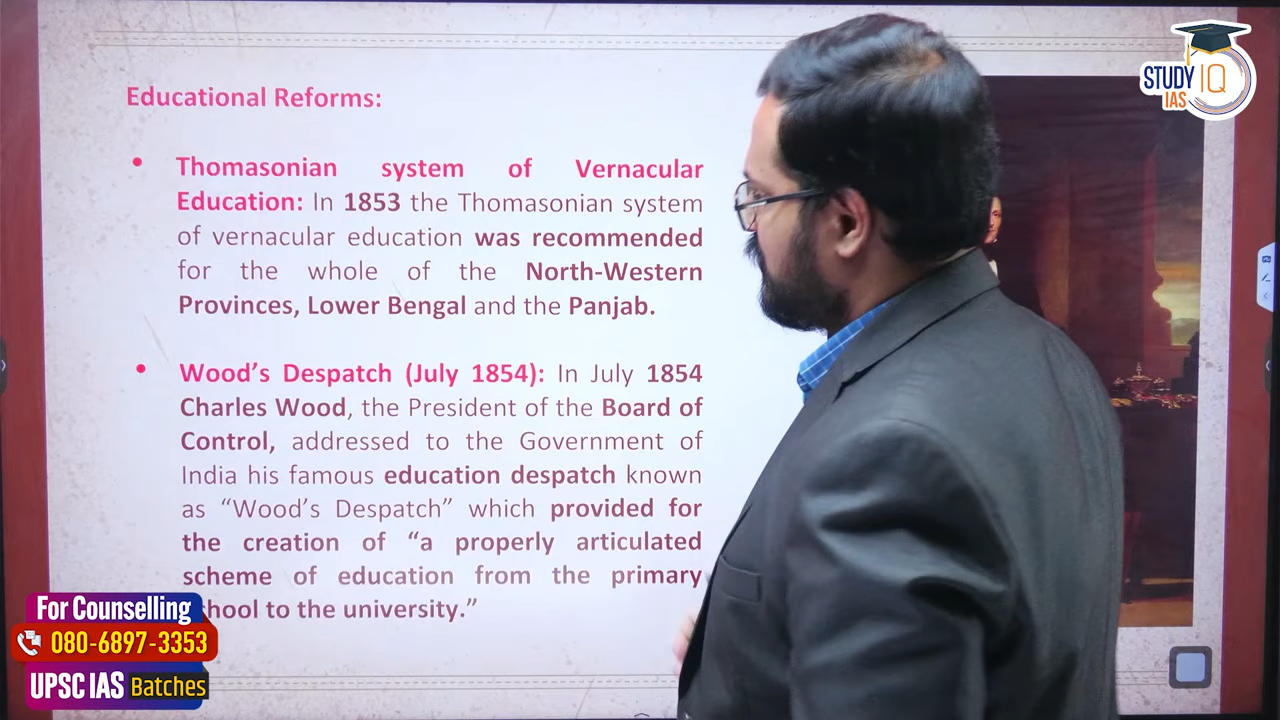 Educational Reforms:
• Thomasonian system of Vernacular
Education: In 1853 the Thomasonian system
of vernacular education was recommended
for the whole of the North-Western
Provinces, Lower Bengal and the Panjab.
• Wood’s Despatch (July 1854): In July 1854
Charles Wood, the President of the Board of
Control, addressed to the Government of
India his famous education despatch known
as “Wood’s Despatch” which provided for
the creation of “a properly articulated
scheme of education from the primary
chool to the university.”
STUDY IQ
IAS
For Counselling
080-6897-3353
UPSC IAS Batches